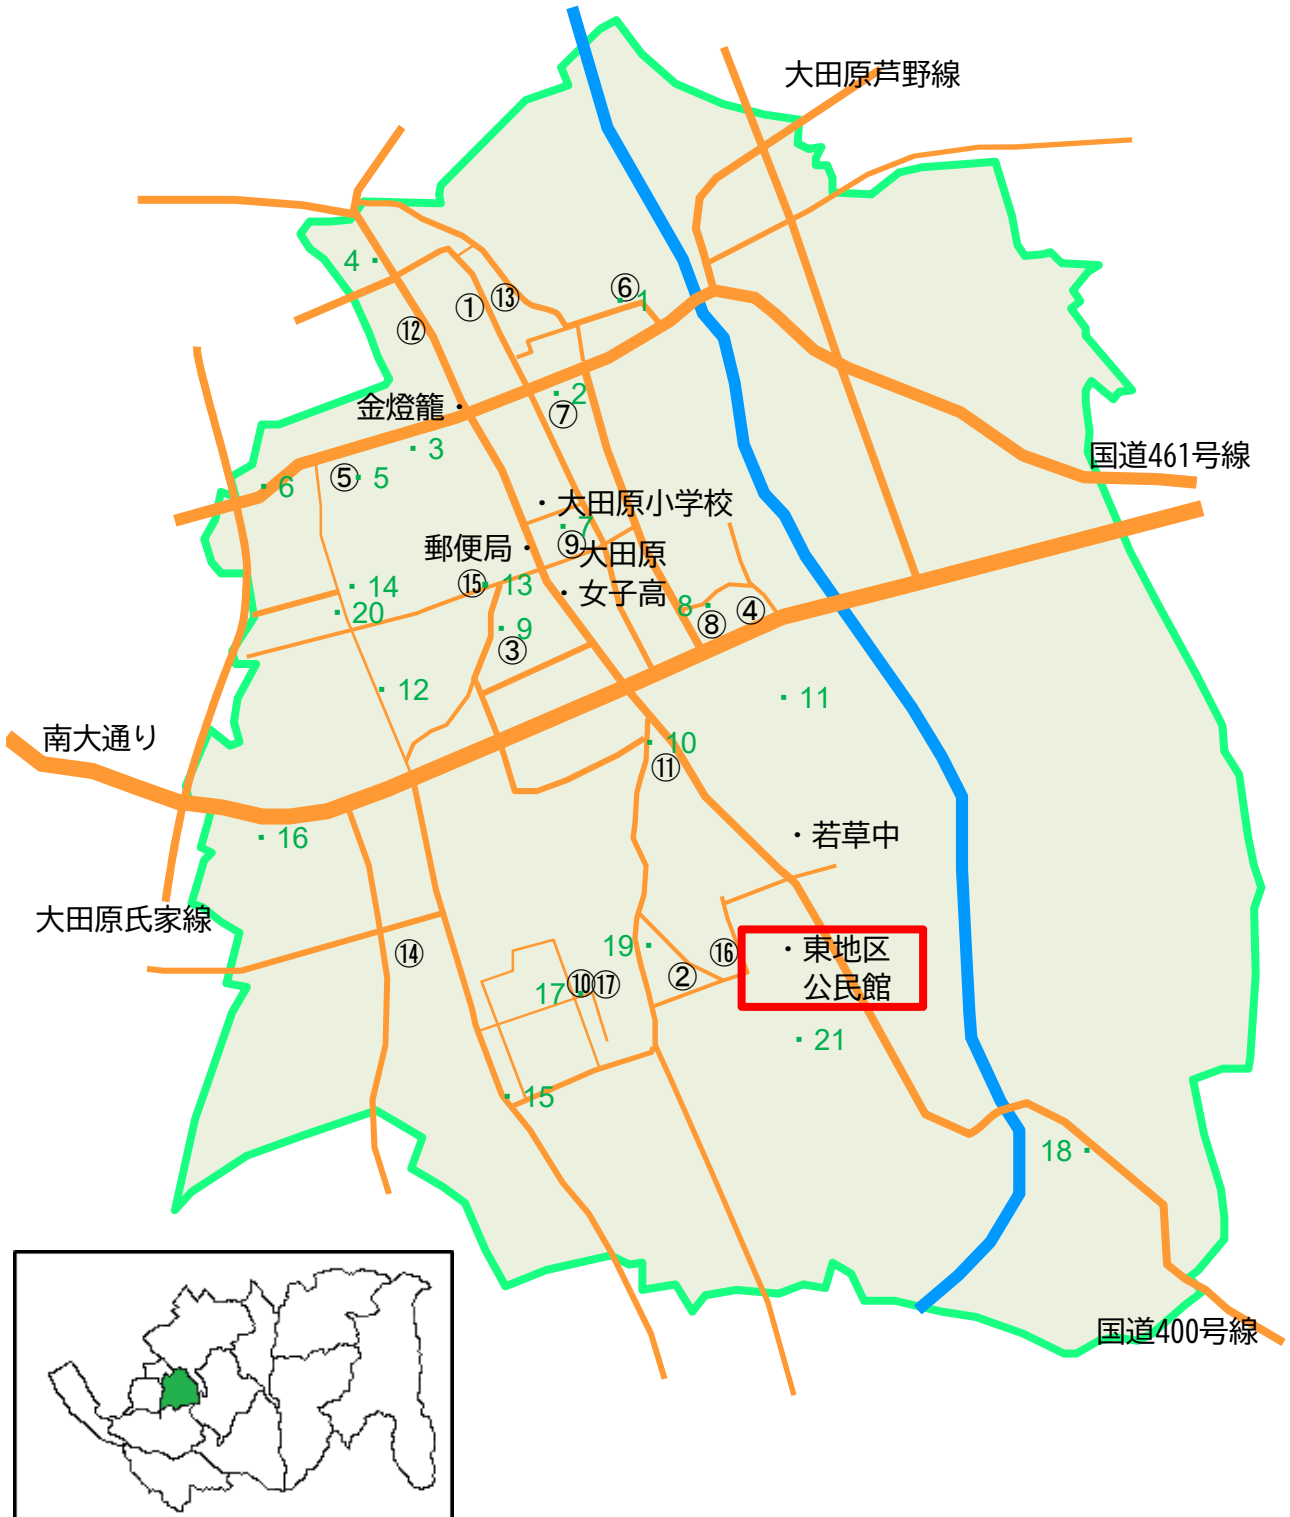 大田原芦野線
4
⑥
1
①
⑬
⑫
2
金燈籠
⑦
3
国道461号線
⑤
5
6
大田原小学校
7
郵便局
⑨
大田原
女子高
⑮
13
14
20
8
⑧
④
9
③
12
11
南大通り
10
⑪
16
若草中
大田原氏家線
19
⑭
⑯
東地区
公民館
②
17
⑩
⑰
21
15
18
国道400号線